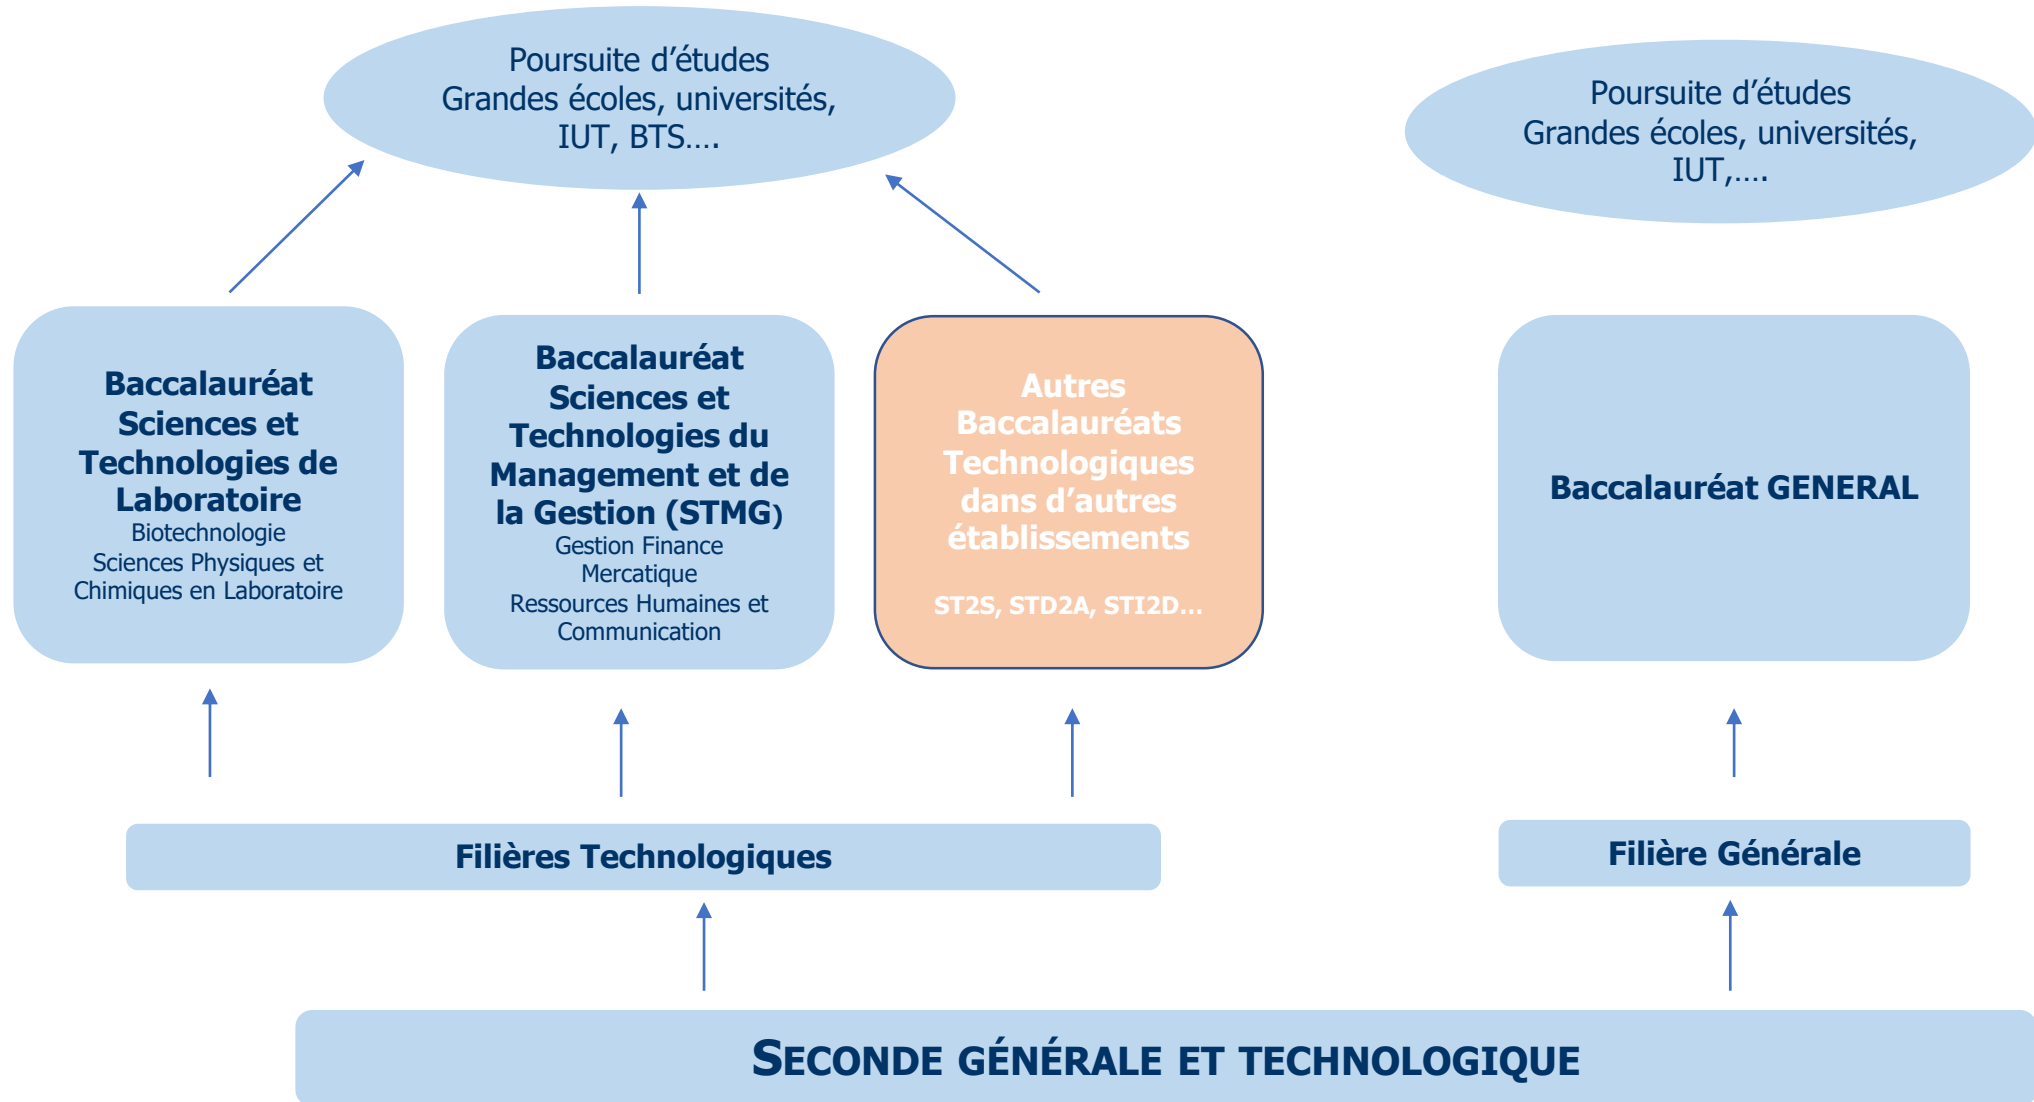 Poursuite d’études
Grandes écoles, universités,
IUT, BTS….
Poursuite d’études
Grandes écoles, universités,
IUT,….
Baccalauréat
Sciences et
Technologies de
Laboratoire
Biotechnologie
Sciences Physiques et
Chimiques en Laboratoire
Baccalauréat
Sciences et
Technologies du
Management et de
la Gestion (STMG)
Gestion Finance
Mercatique
Ressources Humaines et
Communication
Autres
Baccalauréats
Technologiques
dans d’autres
établissements
ST2S, STD2A, STI2D…
Baccalauréat GENERAL
Filières Technologiques
Filière Générale
SECONDE GÉNÉRALE ET TECHNOLOGIQUE